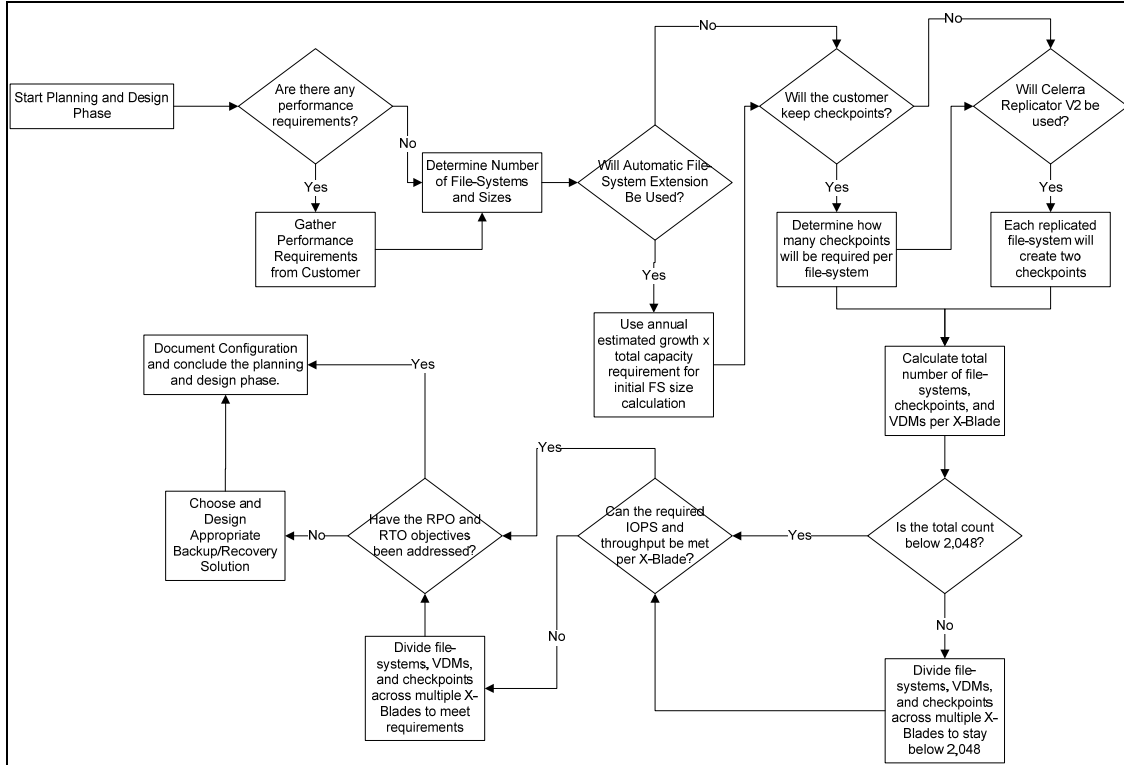 Start Planning and Design
Phase
Are there any
performance
requirements?
No
Yes
Gather
Performance
Requirements
from Customer
Determine Number
of File-Systems
and Sizes
Will Automatic File-
System Extension
Be Used?
No
Yes
Use annual
estimated growth x
total capacity
requirement for
initial FS size
calculation
Will the customer
keep checkpoints?
No
Yes
Determine how
many checkpoints
will be required per
file-system
Will Celerra
Replicator V2 be
used?
Yes
Each replicated
file-system will
create two
checkpoints
Calculate total
number of file-
systems,
checkpoints, and
VDMs per X-Blade
Is the total count
below 2,048?
Yes
No
Divide file-
systems, VDMs,
and checkpoints
across multiple X-
Blades to stay
below 2,048
Can the required
IOPS and
throughput be met
per X-Blade?
Yes
No
Divide file-
systems, VDMs,
and checkpoints
across multiple X-
Blades to meet
requirements
Have the RPO and
RTO objectives
been addressed?
Yes
No
Choose and
Design
Appropriate
Backup/Recovery
Solution
Document Configuration
and conclude the planning
and design phase.